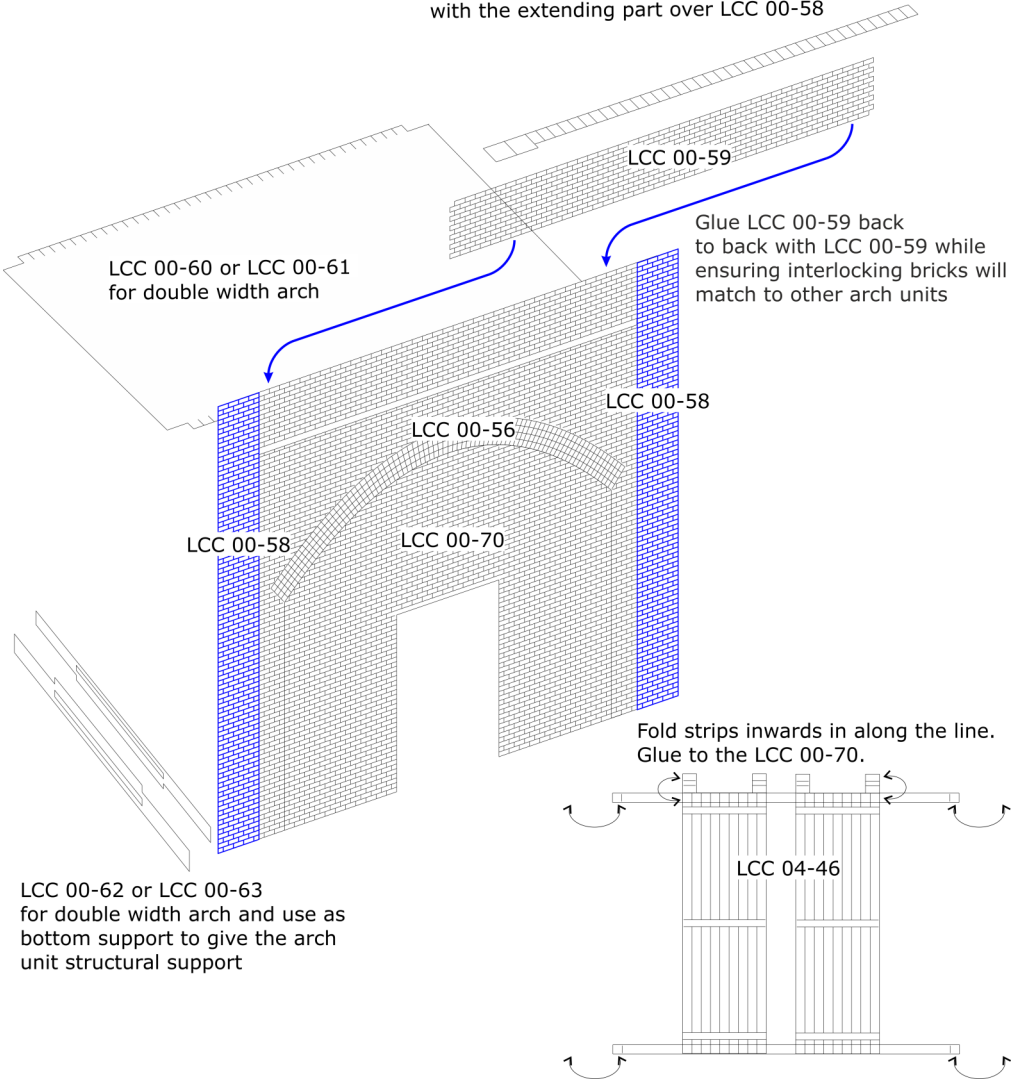 with the extending part over LCC 00-58
LCC 00-59
Glue LCC 00-59 back
to back with LCC 00-59 while
ensuring interlocking bricks will
match to other arch units
LCC 00-60 or LCC 00-61
for double width arch
LCC 00-58
LCC 00-56
LCC 00-58
LCC 00-70
Fold strips inwards in along the line.
Glue to the LCC 00-70.
LCC 04-46
LCC 00-62 or LCC 00-63
for double width arch and use as
bottom support to give the arch
unit structural support